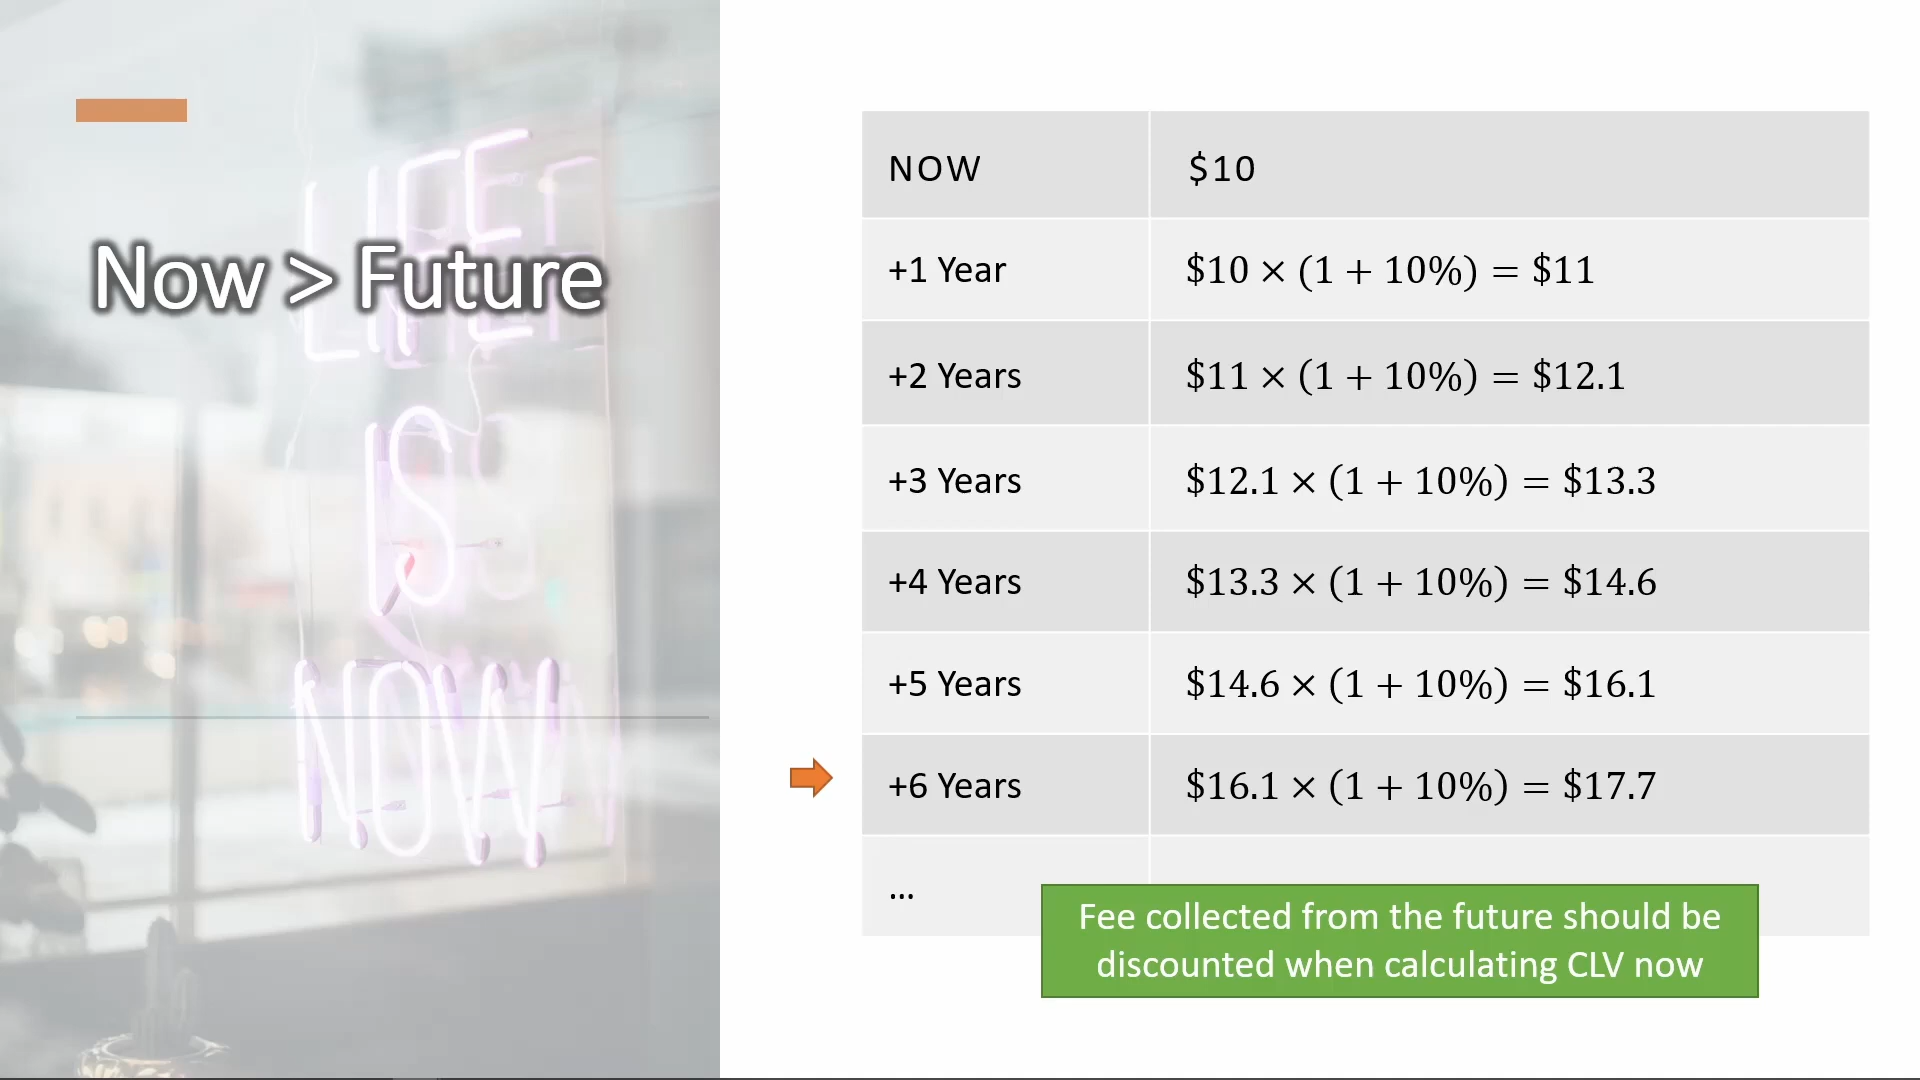 LIFE
IS
NOW
Now > Future
NOW $10
+1 Year $10 × (1 + 10%) = $11
+2 Years $11 × (1 + 10%) = $12.1
+3 Years $12.1 × (1 + 10%) = $13.3
+4 Years $13.3 × (1 + 10%) = $14.6
+5 Years $14.6 × (1 + 10%) = $16.1
+6 Years $16.1 × (1 + 10%) = $17.7
...
Fee collected from the future should be
discounted when calculating CLV now